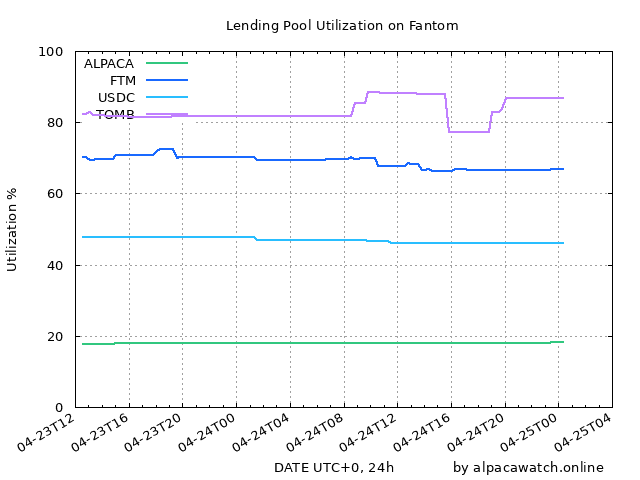 Lending Pool Utilization on Fantom
100
80
60
40
20
0
Utilization %
ALPACA
FTM
USDC
TOMB
04-23T12
04-23T16
04-23T20
04-24T00
04-24T04
04-24T08
04-24T12
04-24T16
04-24T20
04-25T00
04-25T04
DATE UTC+0, 24h
by alpacawatch.online